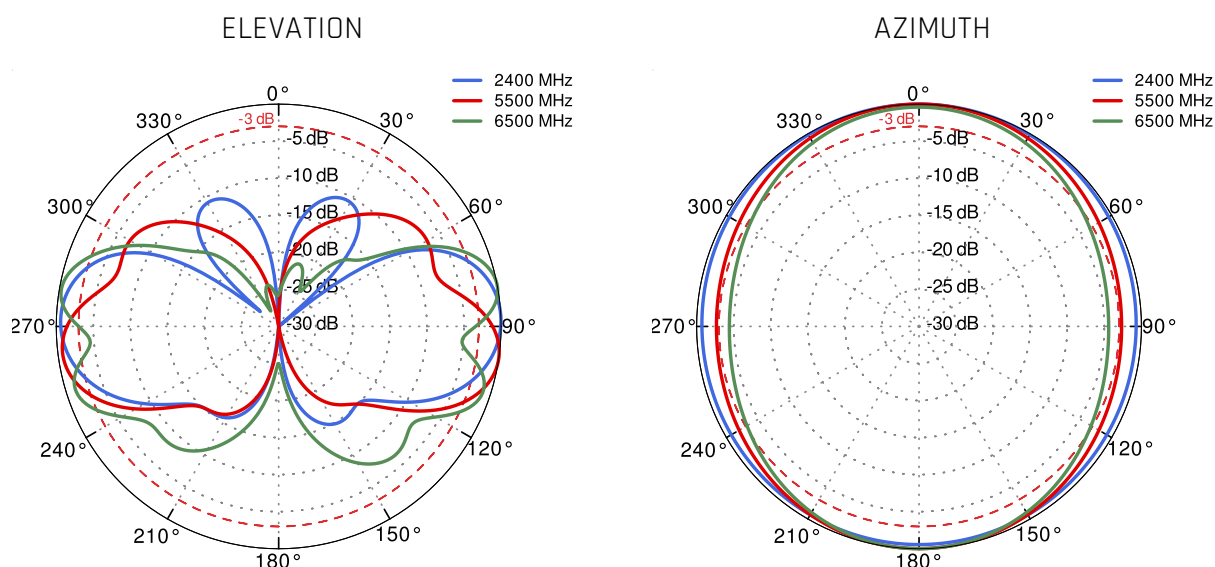 ELEVATION
2400 MHz
5500 MHz
6500 MHz
0°
30°
60°
90°
120°
150°
180°
210°
240°
270°
300°
330°
-3 dB
-5 dB
-10 dB
-15 dB
-20 dB
-25 dB
-30 dB
AZIMUTH
2400 MHz
5500 MHz
6500 MHz
0°
30°
60°
90°
120°
150°
180°
210°
240°
270°
300°
330°
-3 dB
-5 dB
-10 dB
-15 dB
-20 dB
-25 dB
-30 dB